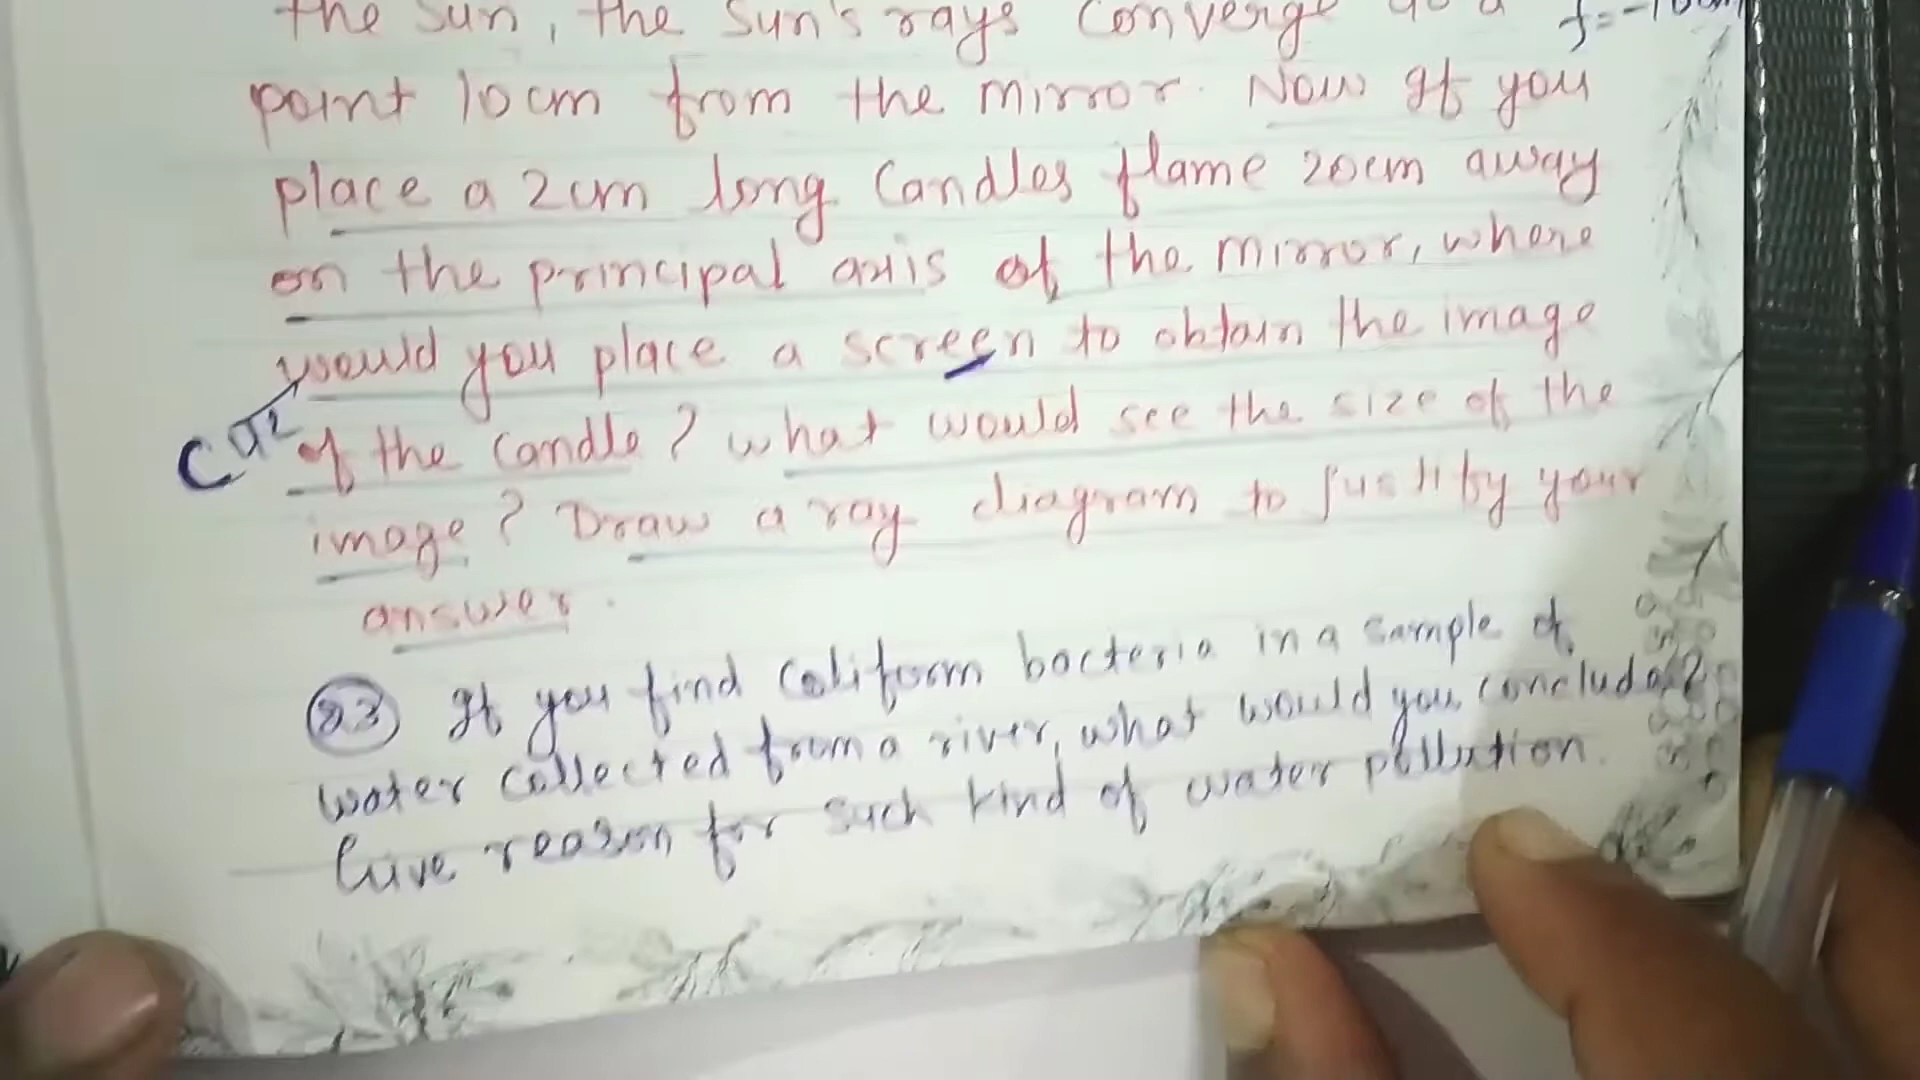 the sun, the sun's rays converge to a f = -10cm
point 10cm from the mirror. Now If you
place a 2cm long Candles flame 20cm away
on the principal axis of the mirror, where
would you place a screen to obtain the image
of the candle? what would see the size of the
image? Draw a ray diagram to justify your
answer.
23 If you find Coliform bacteria in a sample of
water collected from a river, what would you conclude?
Give reason for such kind of water pollution.